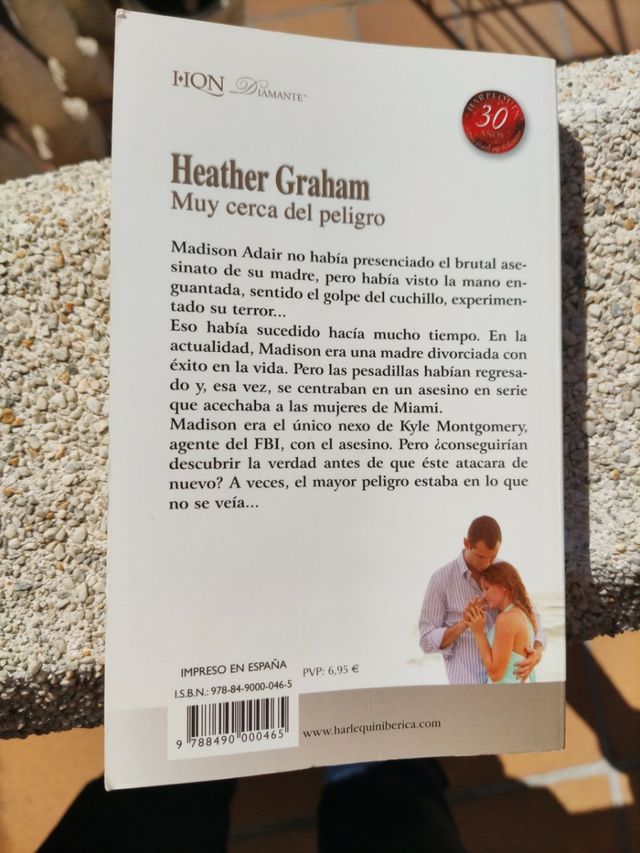 HQN DIAMANTE™
HARLEQUIN
30
AÑOS
Heather Graham
Muy cerca del peligro
Madison Adair no había presenciado el brutal ase-
sinato de su madre, pero había visto la mano en-
guantada, sentido el golpe del cuchillo, experimen-
tado su terror...
Eso había sucedido hacía mucho tiempo. En la
actualidad, Madison era una madre divorciada con
éxito en la vida. Pero las pesadillas habían regresa-
do y, esa vez, se centraban en un asesino en serie
que acechaba a las mujeres de Miami.
Madison era el único nexo de Kyle Montgomery,
agente del FBI, con el asesino. Pero ¿conseguirían
descubrir la verdad antes de que éste atacara de
nuevo? A veces, el mayor peligro estaba en lo que
no se veía...
IMPRESO EN ESPAÑA
PVP: 6,95 €
I.S.B.N.: 978-84-9000-046-5
9 788490 000465
www.harlequiniberica.com